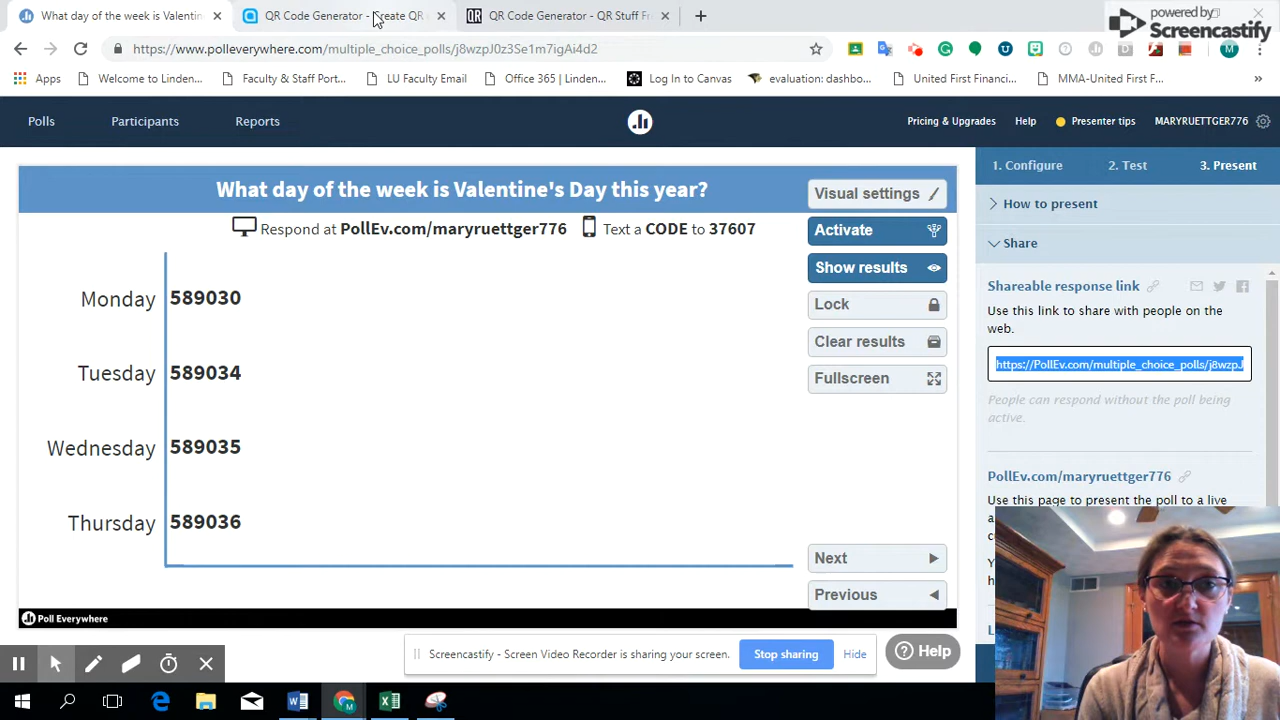 What day of the week is Valentin
QR Code Generator - Create QR
QR Code Generator - QR Stuff Fr
powered by
Screencastify
https://www.polleverywhere.com/multiple_choice_polls/j8wzpJ0z3Se1m7igAi4d2
Apps
Welcome to Linden...
Faculty & Staff Port...
LU Faculty Email
Office 365 | Linden...
Log In to Canvas
evaluation: dashbo...
United First Financi...
MMA-United First F...
»
Polls
Participants
Reports
Pricing & Upgrades
Help
Presenter tips
MARYRUETTGER776
What day of the week is Valentine's Day this year?
Respond at PollEv.com/maryruettger776
Text a CODE to 37607
Monday 589030
Tuesday 589034
Wednesday 589035
Thursday 589036
Visual settings
Activate
Show results
Lock
Clear results
Fullscreen
Next
Previous
Poll Everywhere
1. Configure
2. Test
3. Present
How to present
Share
Shareable response link
Use this link to share with people on the
web.
https://PollEv.com/multiple_choice_polls/j8wzpJ
People can respond without the poll being
active.
PollEv.com/maryruettger776
Use this page to present the poll to a live
Screencastify - Screen Video Recorder is sharing your screen.
Stop sharing
Hide
Help